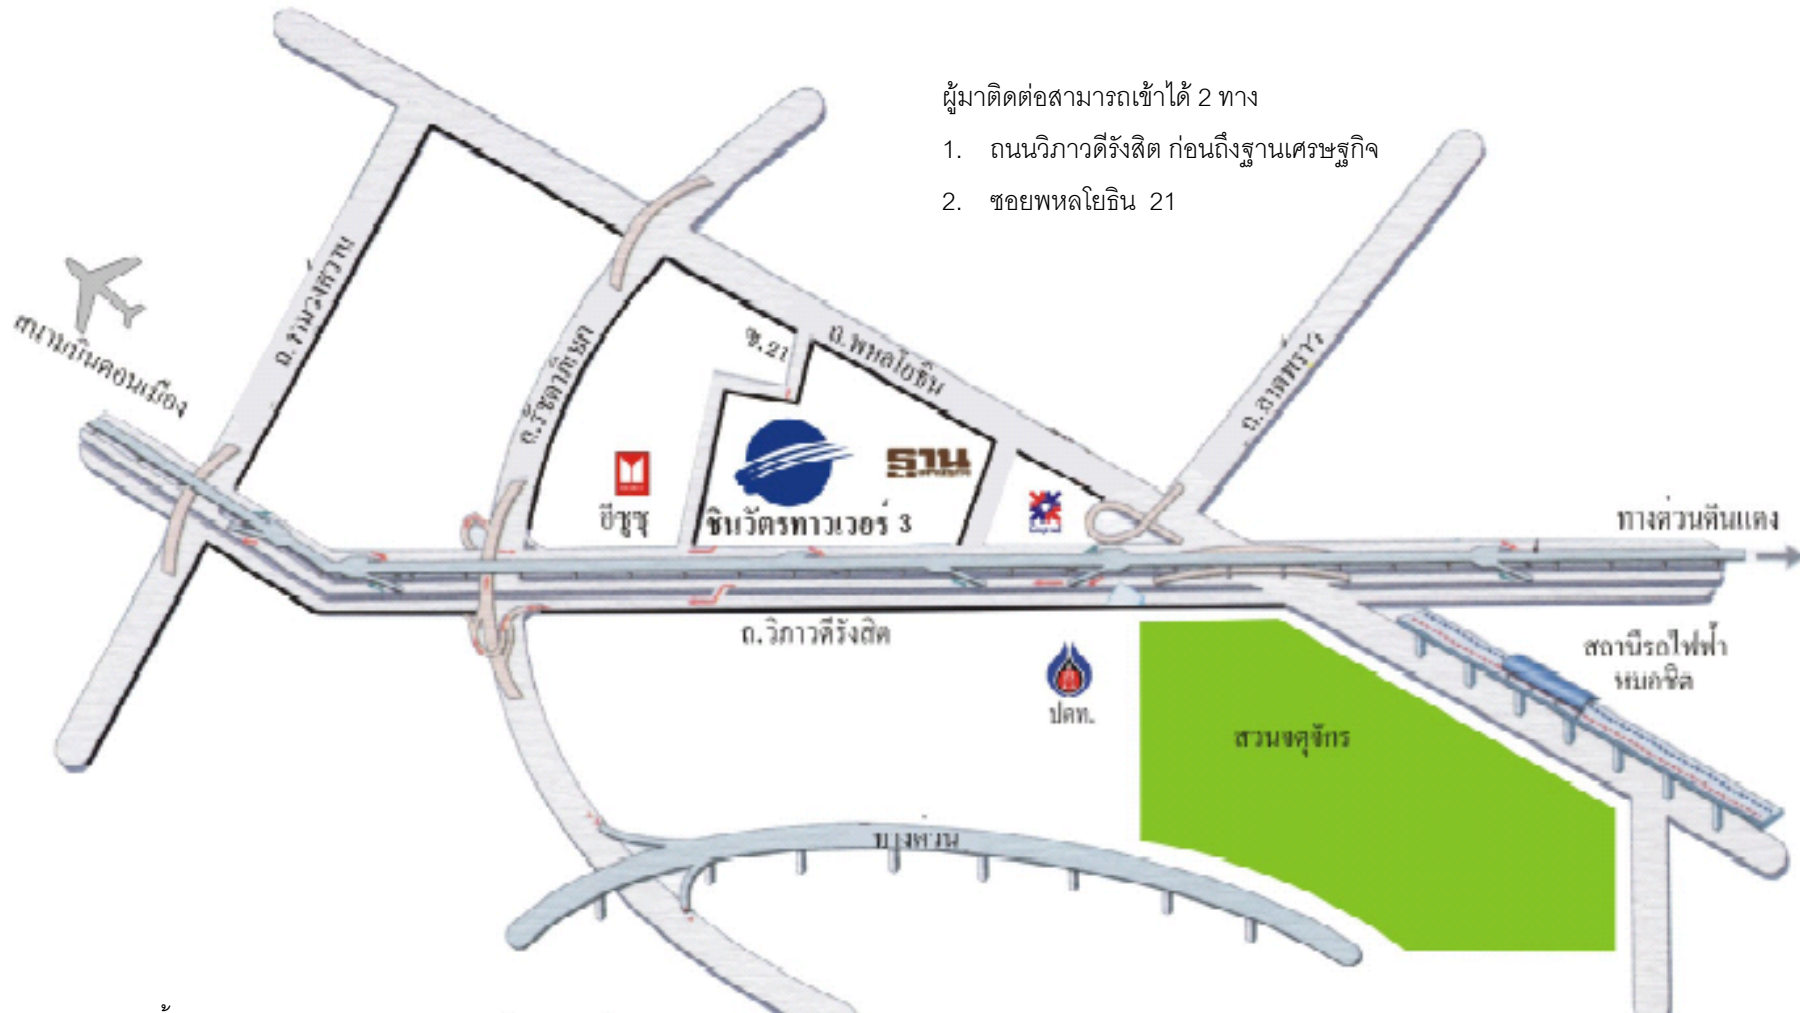 ผู้มาติดต่อสามารถเข้าได้ 2 ทาง
1. ถนนวิภาวดีรังสิต ก่อนถึงฐานเศรษฐกิจ
2. ซอยพหลโยธิน 21
ถ.งามวงศ์วาน
สนามบินดอนเมือง
ถ.รัชดาภิเษก
ซ.21
ถ.พหลโยธิน
ถ.ลาดพร้าว
ฐาน
อีซูซุ
ชินวัตรทาวเวอร์ 3
ทางด่วนดินแดง
ถ.วิภาวดีรังสิต
สถานีรถไฟฟ้า
หมอชิต
ปตท.
สวนจตุจักร
ทางด่วน